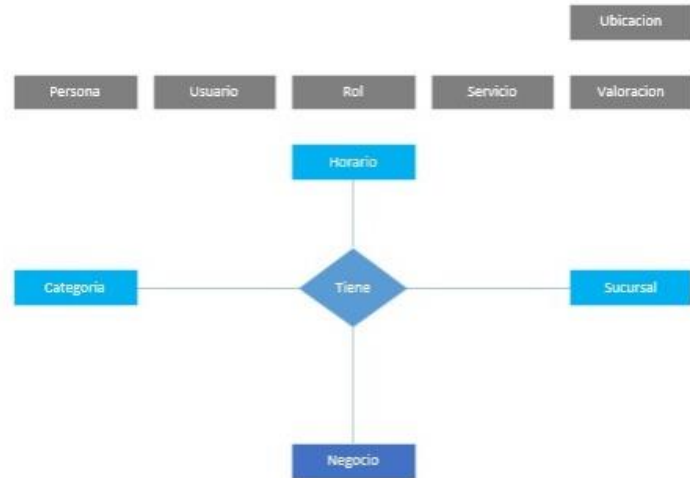 Ubicacion
Persona
Usuario
Rol
Servicio
Valoracion
Horario
Categoria
Tiene
Sucursal
Negocio